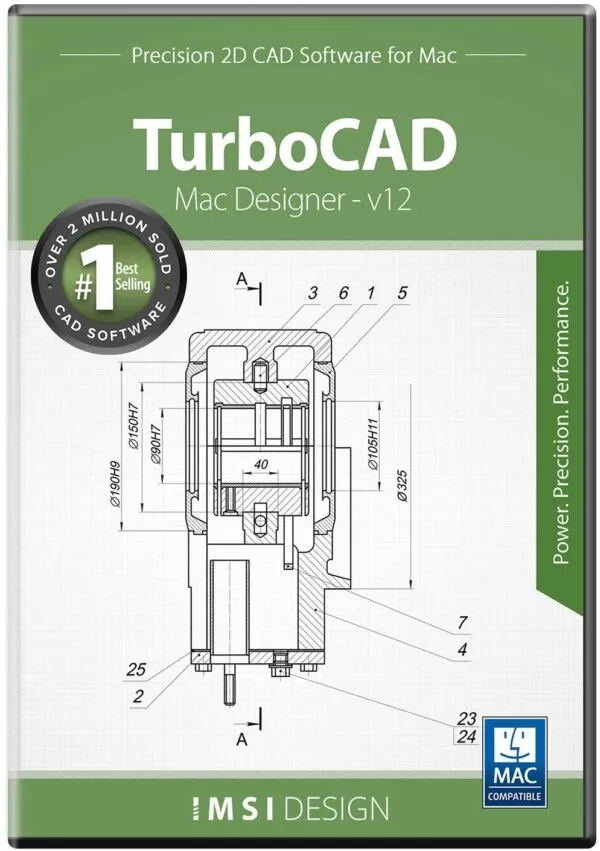 Precision 2D CAD Software for Mac
TurboCAD
Mac Designer - v12
OVER 2 MILLION SOLD
#1 Best
Selling
CAD SOFTWARE
A
3 6 1 5
Ø190H9
Ø150H7
Ø90H7
40
Ø105H11
Ø325
Power. Precision. Performance.
7
4
25
2
23
24
A
MAC
COMPATIBLE
IMSI DESIGN